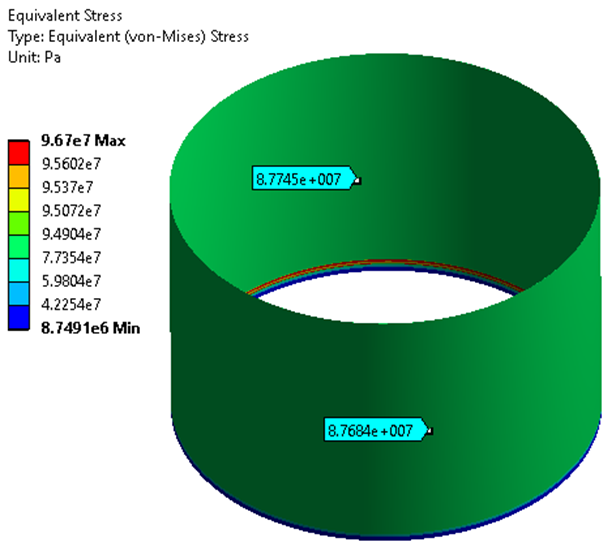 Equivalent Stress
Type: Equivalent (von-Mises) Stress
Unit: Pa
9.67e7 Max
9.5602e7
9.537e7
9.5072e7
9.4904e7
7.7354e7
5.9804e7
4.2254e7
8.7491e6 Min
8.7745e+007
8.7684e+007